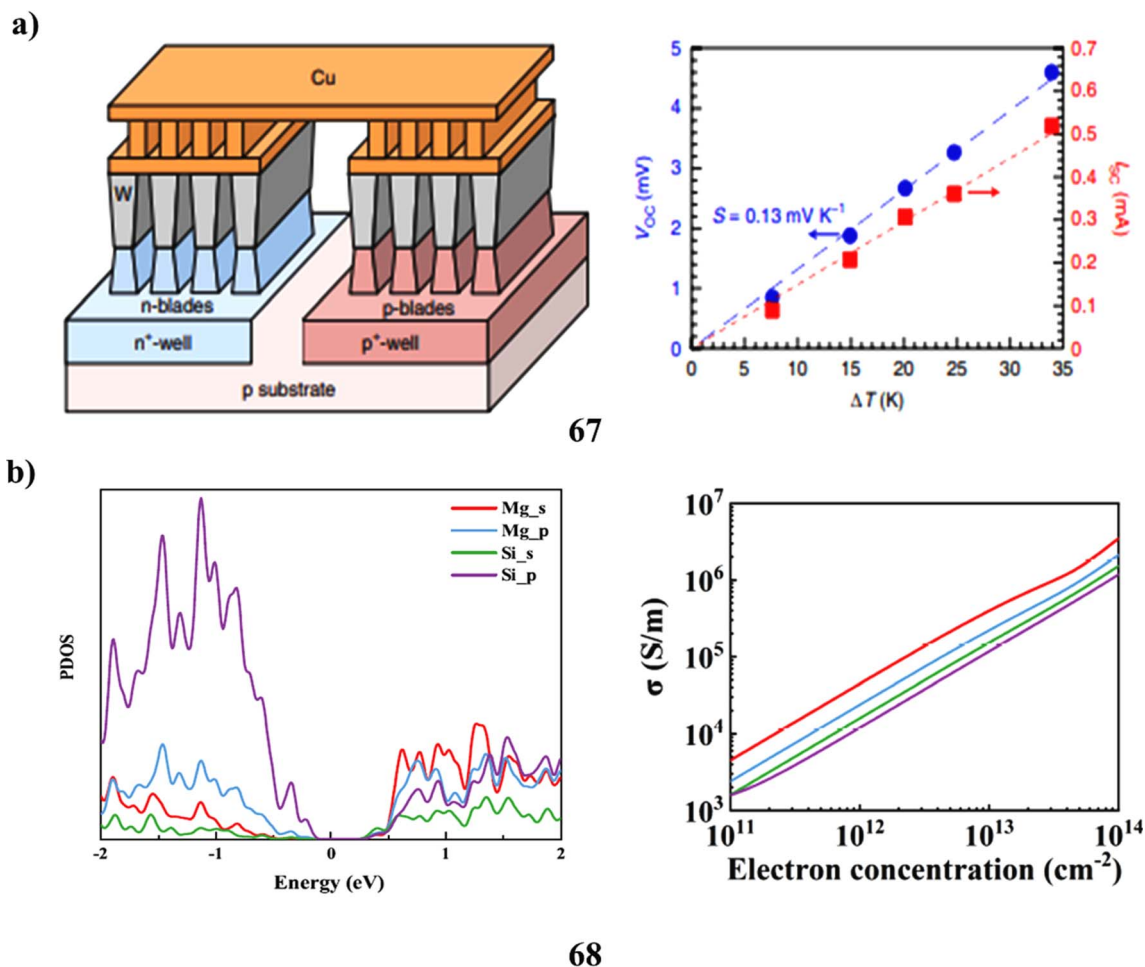 a)
Cu
W
n-blades
p-blades
n⁺-well
p⁺-well
p substrate
5
4
3
2
1
0
V_OC (mV)
S = 0.13 mV K⁻¹
0.7
0.6
0.5
0.4
0.3
0.2
0.1
0
I_SC (mA)
0 5 10 15 20 25 30 35
ΔT (K)
67
b)
PDOS
Mg_s
Mg_p
Si_s
Si_p
-2 -1 0 1 2
Energy (eV)
10⁷
10⁶
10⁵
10⁴
10³
σ (S/m)
10¹¹ 10¹² 10¹³ 10¹⁴
Electron concentration (cm⁻²)
68